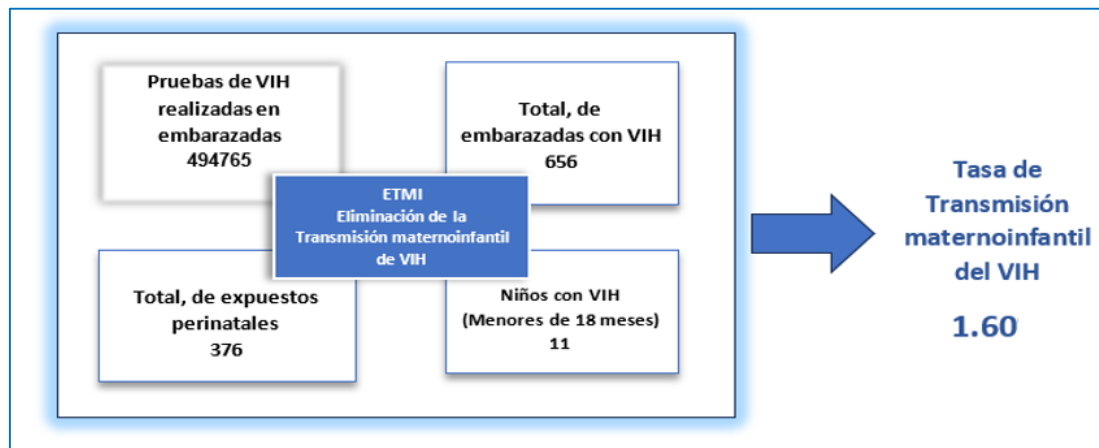 Pruebas de VIH
realizadas en
embarazadas
494765
Total, de
embarazadas con VIH
656
ETMI
Eliminación de la
Transmisión maternoinfantil
de VIH
Total, de expuestos
perinatales
376
Niños con VIH
(Menores de 18 meses)
11
Tasa de
Transmisión
maternoinfantil
del VIH
1.60